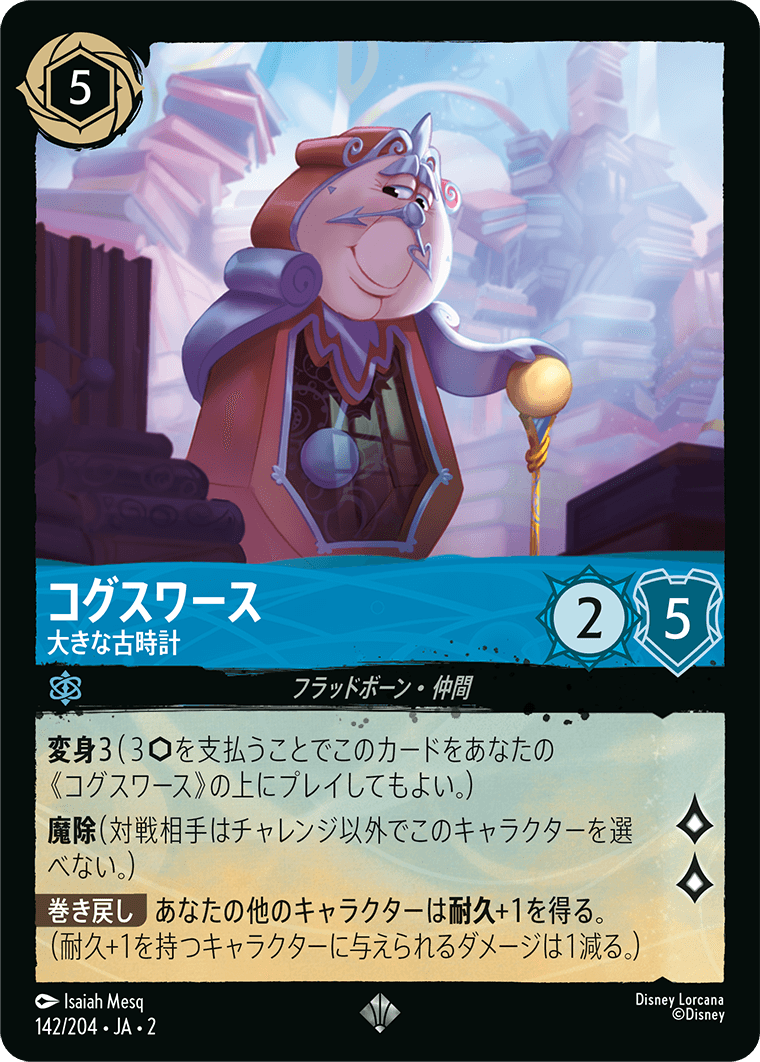 5
コグスワース
大きな古時計
2
5
フラッドボーン・仲間
変身3(3⬡を支払うことでこのカードをあなたの
《コグスワース》の上にプレイしてもよい。)
魔除(対戦相手はチャレンジ以外でこのキャラクターを選
べない。)
巻き戻し あなたの他のキャラクターは耐久+1を得る。
(耐久+1を持つキャラクターに与えられるダメージは1減る。)
Isaiah Mesq
142/204・JA・2
Disney Lorcana
©Disney